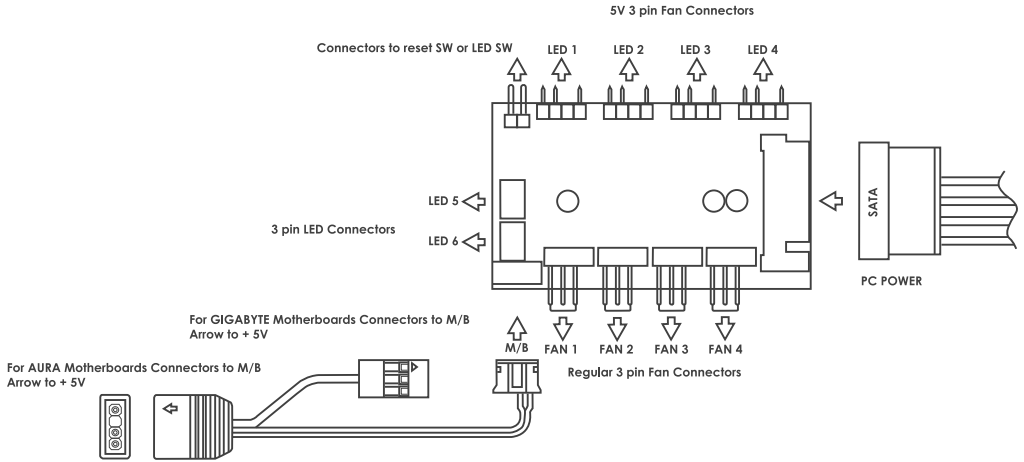 5V 3 pin Fan Connectors
Connectors to reset SW or LED SW
LED 1
LED 2
LED 3
LED 4
LED 5
3 pin LED Connectors
LED 6
SATA
PC POWER
For GIGABYTE Motherboards Connectors to M/B
Arrow to + 5V
M/B
FAN 1
FAN 2
FAN 3
FAN 4
Regular 3 pin Fan Connectors
For AURA Motherboards Connectors to M/B
Arrow to + 5V